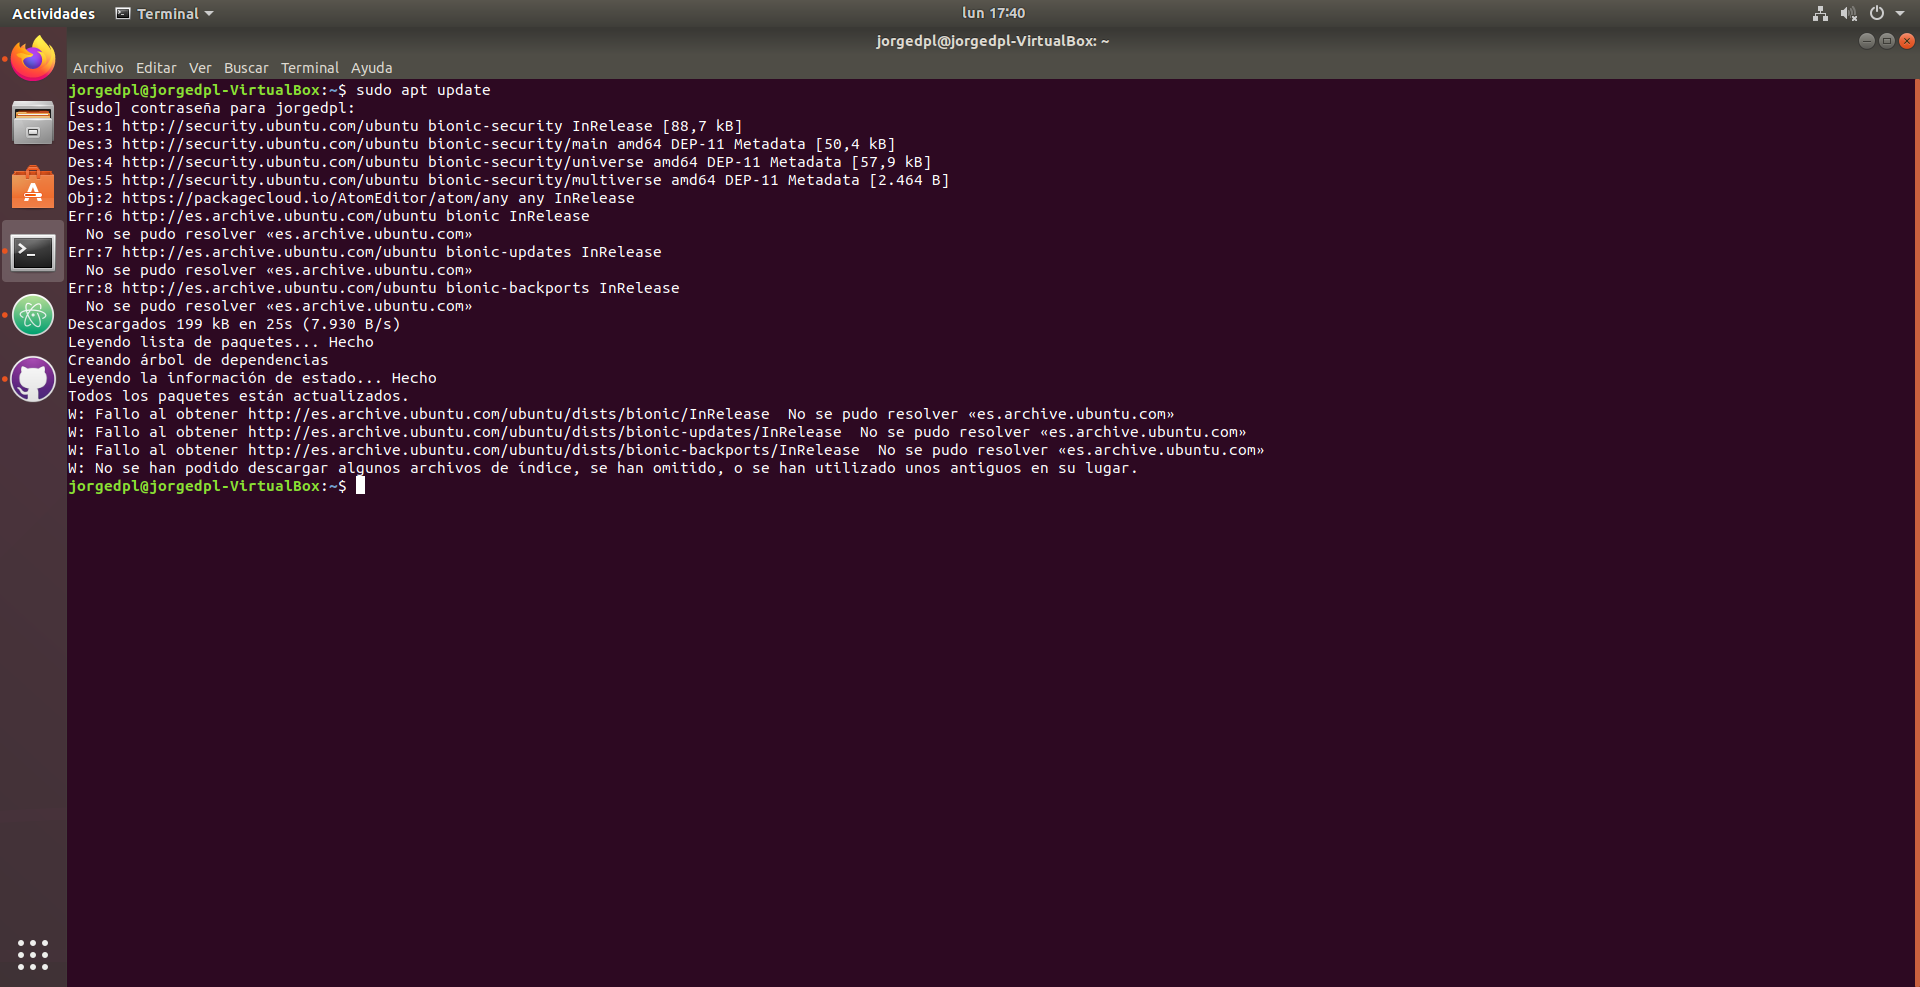 Actividades Terminal lun 17:40
jorgedpl@jorgedpl-VirtualBox: ~
Archivo Editar Ver Buscar Terminal Ayuda
jorgedpl@jorgedpl-VirtualBox:~$ sudo apt update
[sudo] contraseña para jorgedpl:
Des:1 http://security.ubuntu.com/ubuntu bionic-security InRelease [88,7 kB]
Des:3 http://security.ubuntu.com/ubuntu bionic-security/main amd64 DEP-11 Metadata [50,4 kB]
Des:4 http://security.ubuntu.com/ubuntu bionic-security/universe amd64 DEP-11 Metadata [57,9 kB]
Des:5 http://security.ubuntu.com/ubuntu bionic-security/multiverse amd64 DEP-11 Metadata [2.464 B]
Obj:2 https://packagecloud.io/AtomEditor/atom/any any InRelease
Err:6 http://es.archive.ubuntu.com/ubuntu bionic InRelease
  No se pudo resolver «es.archive.ubuntu.com»
Err:7 http://es.archive.ubuntu.com/ubuntu bionic-updates InRelease
  No se pudo resolver «es.archive.ubuntu.com»
Err:8 http://es.archive.ubuntu.com/ubuntu bionic-backports InRelease
  No se pudo resolver «es.archive.ubuntu.com»
Descargados 199 kB en 25s (7.930 B/s)
Leyendo lista de paquetes... Hecho
Creando árbol de dependencias
Leyendo la información de estado... Hecho
Todos los paquetes están actualizados.
W: Fallo al obtener http://es.archive.ubuntu.com/ubuntu/dists/bionic/InRelease  No se pudo resolver «es.archive.ubuntu.com»
W: Fallo al obtener http://es.archive.ubuntu.com/ubuntu/dists/bionic-updates/InRelease  No se pudo resolver «es.archive.ubuntu.com»
W: Fallo al obtener http://es.archive.ubuntu.com/ubuntu/dists/bionic-backports/InRelease  No se pudo resolver «es.archive.ubuntu.com»
W: No se han podido descargar algunos archivos de índice, se han omitido, o se han utilizado unos antiguos en su lugar.
jorgedpl@jorgedpl-VirtualBox:~$